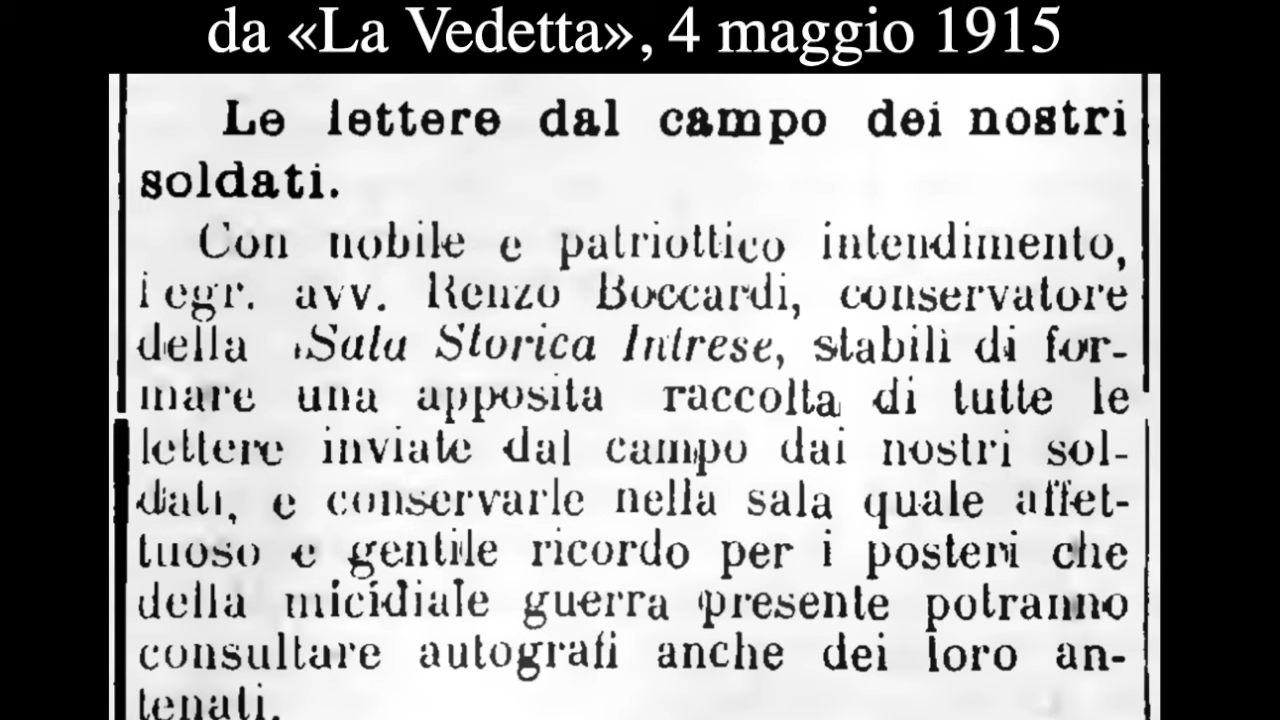 da «La Vedetta», 4 maggio 1915
Le lettere dal campo dei nostri
soldati.
Con nobile e patriottico intendimento,
l egr. avv. Renzo Boccardi, conservatore
della Sala Storica Intrese, stabilì di for-
mare una apposita raccolta di tutte le
lettere inviate dal campo dai nostri sol-
dati, e conservarle nella sala quale affet-
tuoso e gentile ricordo per i posteri che
della micidiale guerra presente potranno
consultare autografi anche dei loro an-
tenati.